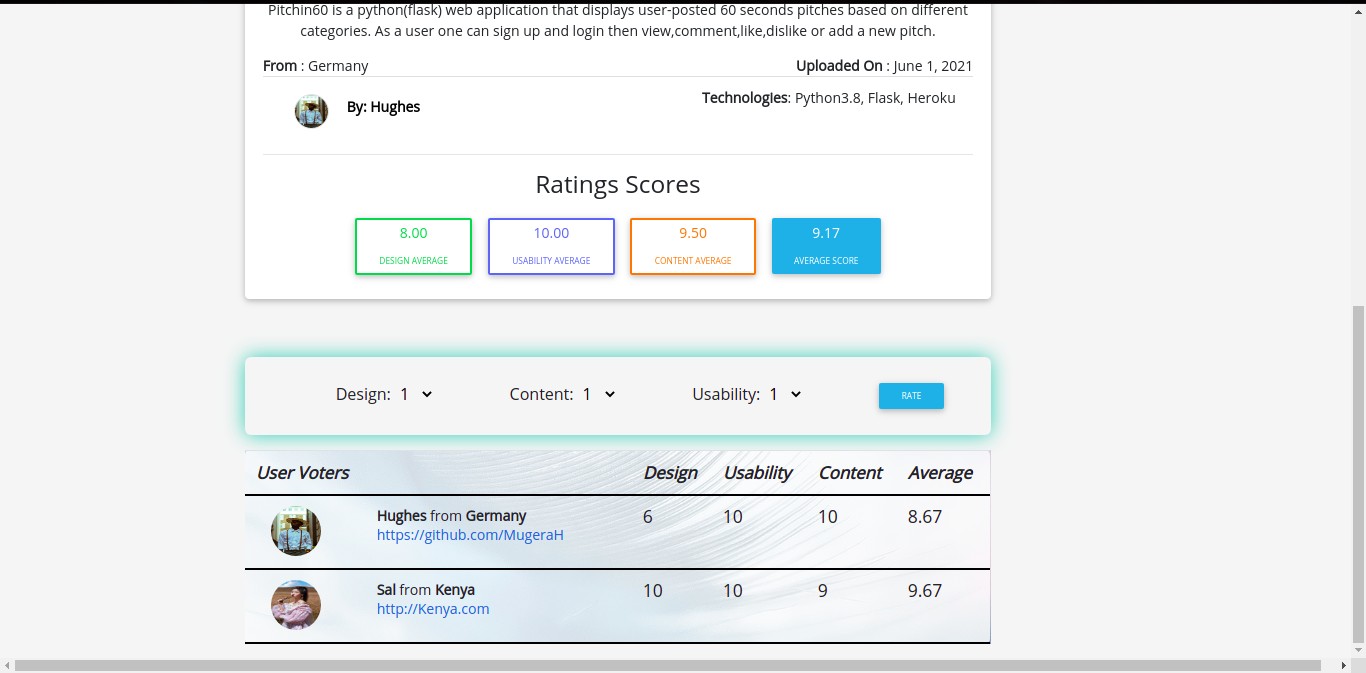 Pitchin60 is a python(flask) web application that displays user-posted 60 seconds pitches based on different
categories. As a user one can sign up and login then view,comment,like,dislike or add a new pitch.
From : Germany Uploaded On : June 1, 2021
By: Hughes Technologies: Python3.8, Flask, Heroku
Ratings Scores
8.00 10.00 9.50 9.17
DESIGN AVERAGE USABILITY AVERAGE CONTENT AVERAGE AVERAGE SCORE
Design: 1 Content: 1 Usability: 1 RATE
User Voters Design Usability Content Average
Hughes from Germany 6 10 10 8.67
https://github.com/MugeraH
Sal from Kenya 10 10 9 9.67
http://Kenya.com